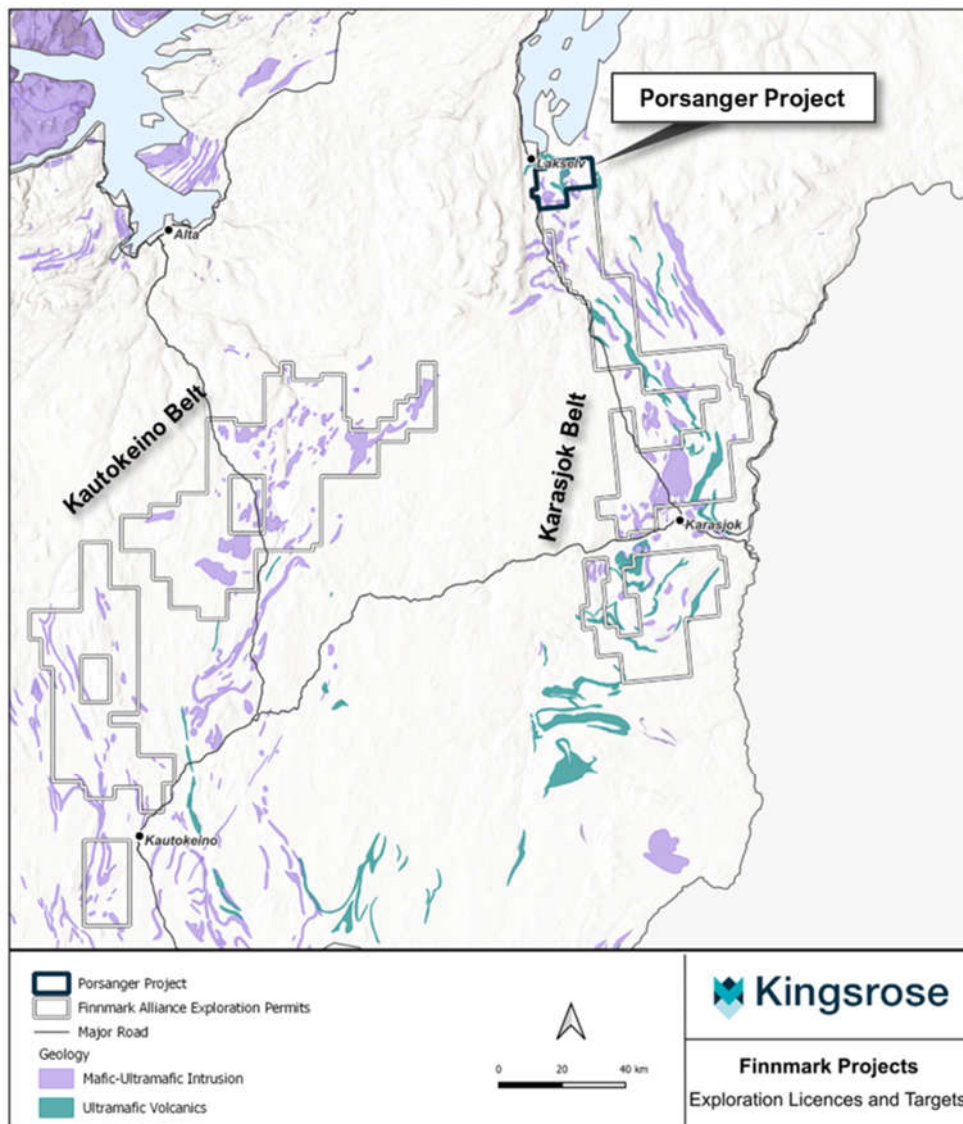 Porsanger Project
Lakselv
Alta
Kautokeino Belt
Karasjok Belt
Karasjok
Kautokeino
Porsanger Project
Finnmark Alliance Exploration Permits
Major Road
Geology
Mafic-Ultramafic Intrusion
Ultramafic Volcanics
0 20 40 km
Kingsrose
Finnmark Projects
Exploration Licences and Targets